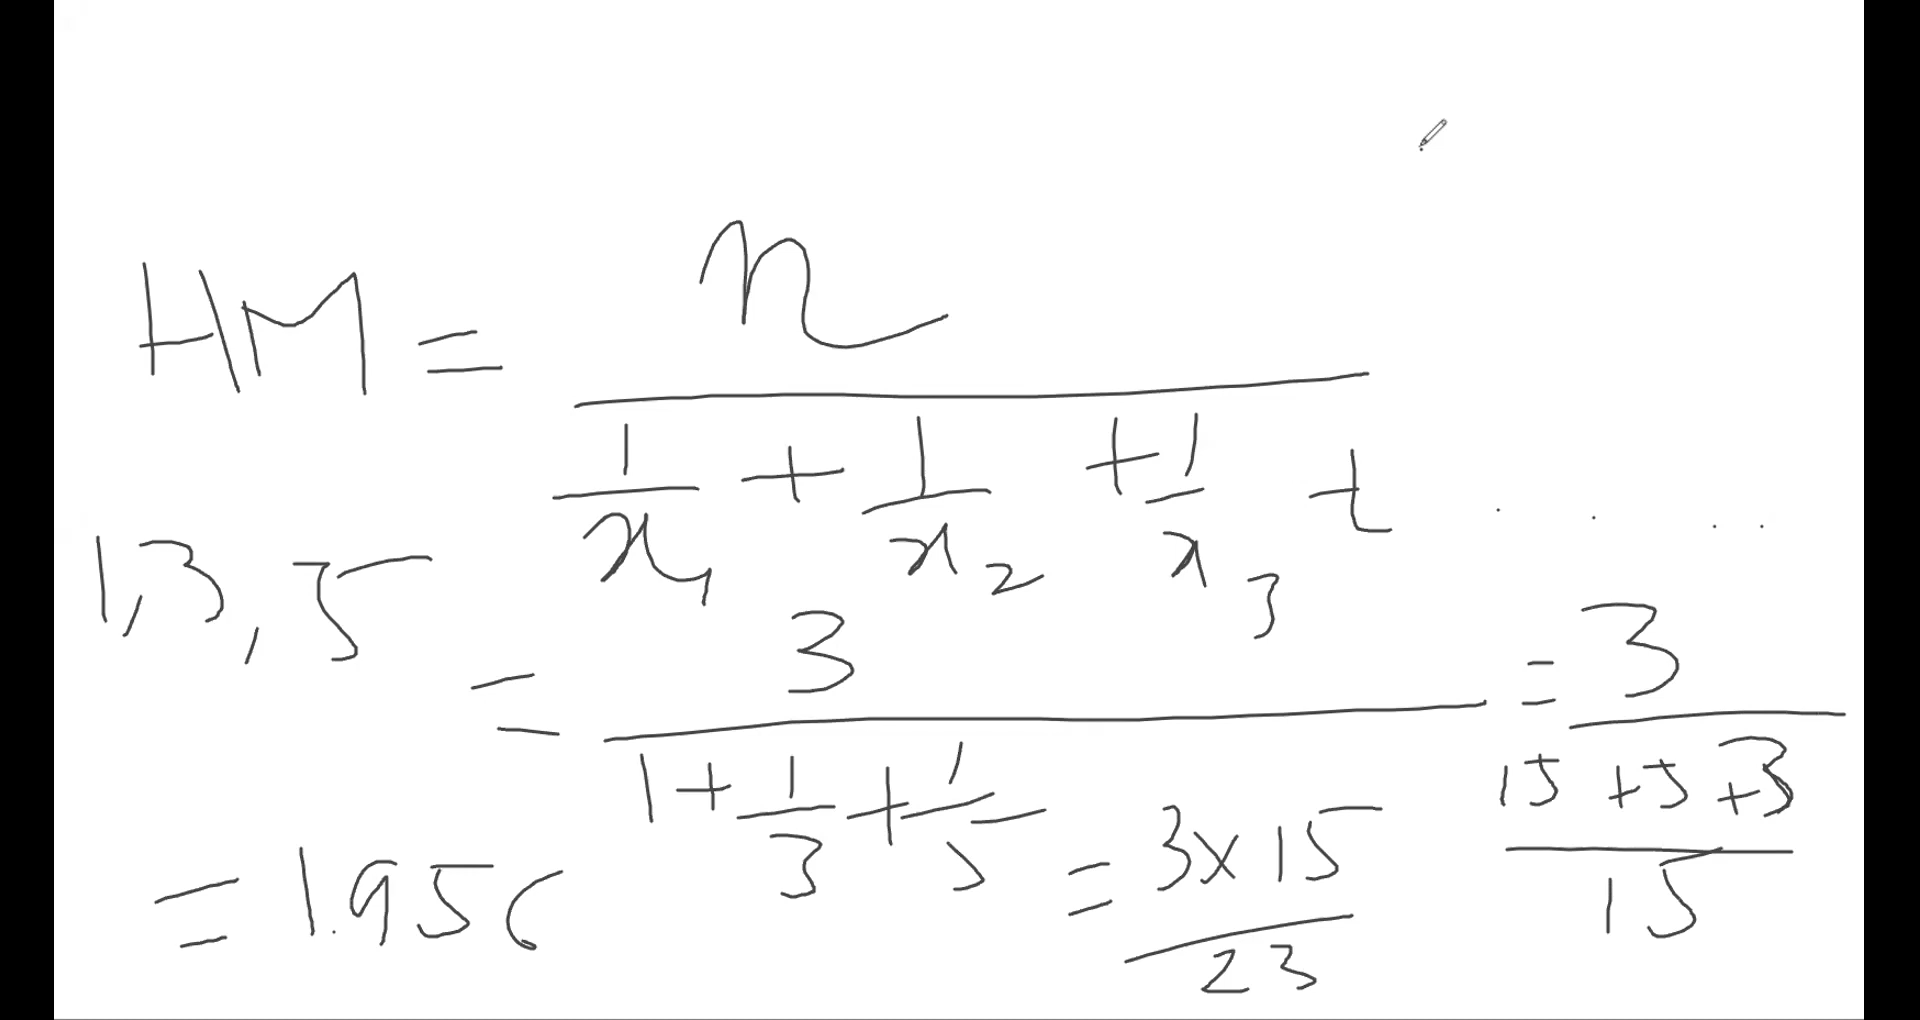 HM = n / (1/x1 + 1/x2 + 1/x3 + . . . .)
1,3,5
= 3 / (1 + 1/3 + 1/5) = 3 / ((15 + 5 + 3) / 15)
= (3 x 15) / 23
= 1.956